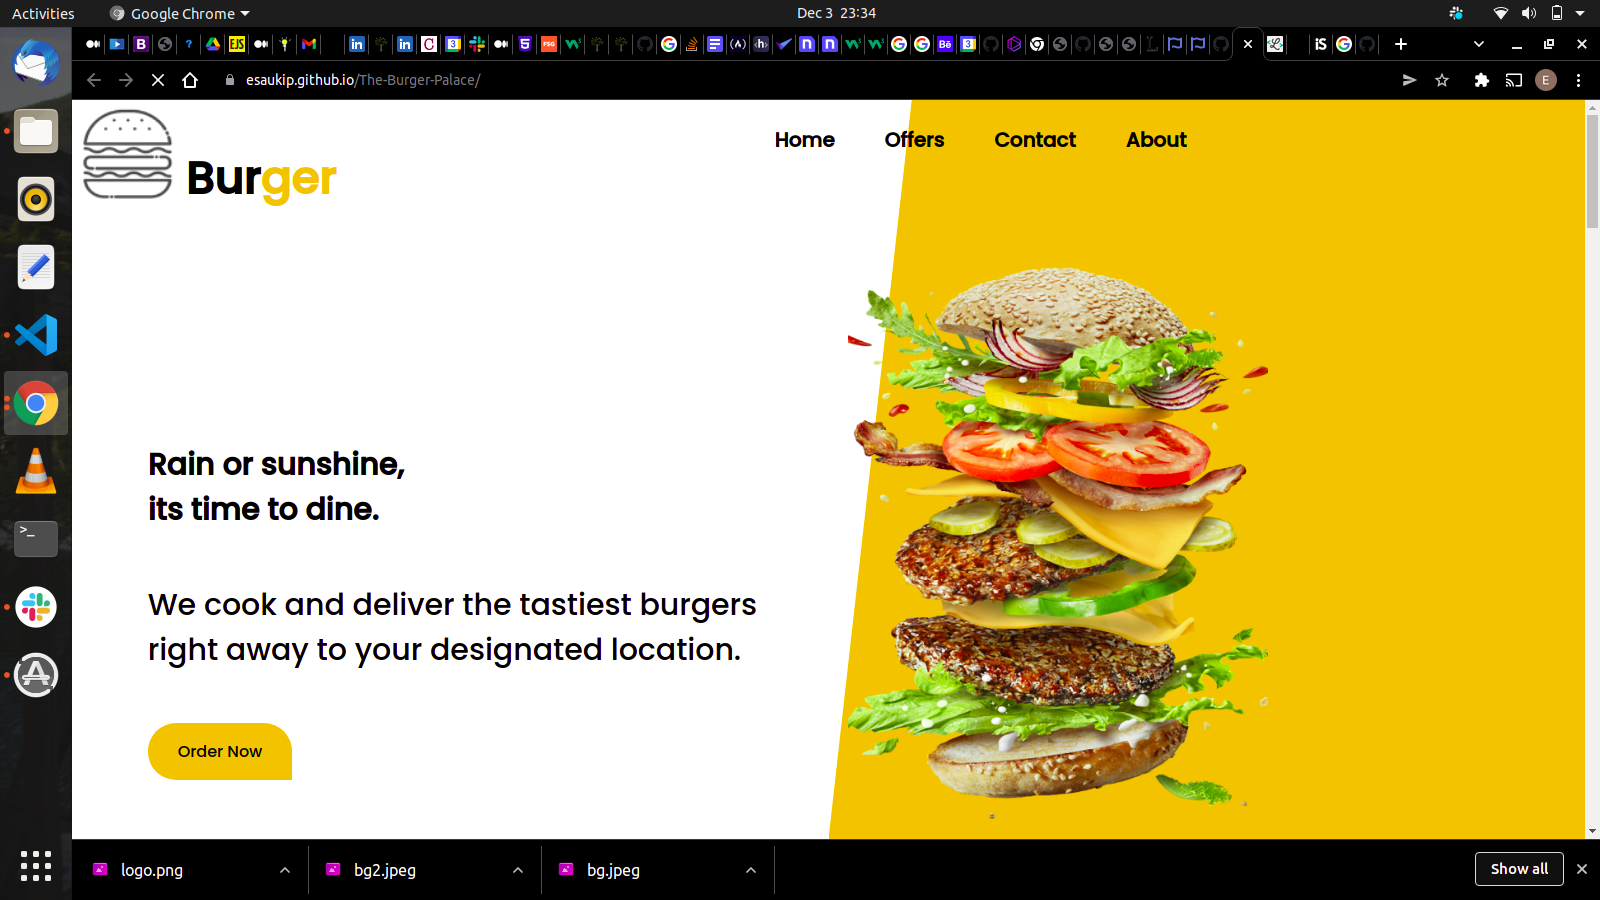 Activities
Google Chrome
Dec 3 23:34
esaukip.github.io/The-Burger-Palace/
E
Burger
Home
Offers
Contact
About
Rain or sunshine,
its time to dine.
We cook and deliver the tastiest burgers
right away to your designated location.
Order Now
logo.png
bg2.jpeg
bg.jpeg
Show all